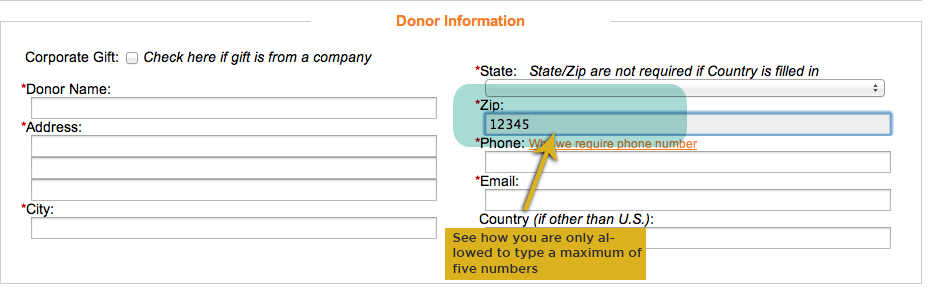 Donor Information
Corporate Gift: Check here if gift is from a company
*Donor Name:
*Address:
*City:
*State: State/Zip are not required if Country is filled in
*Zip:
12345
*Phone: Why we require phone number
*Email:
Country (if other than U.S.):
See how you are only al-
lowed to type a maximum of
five numbers